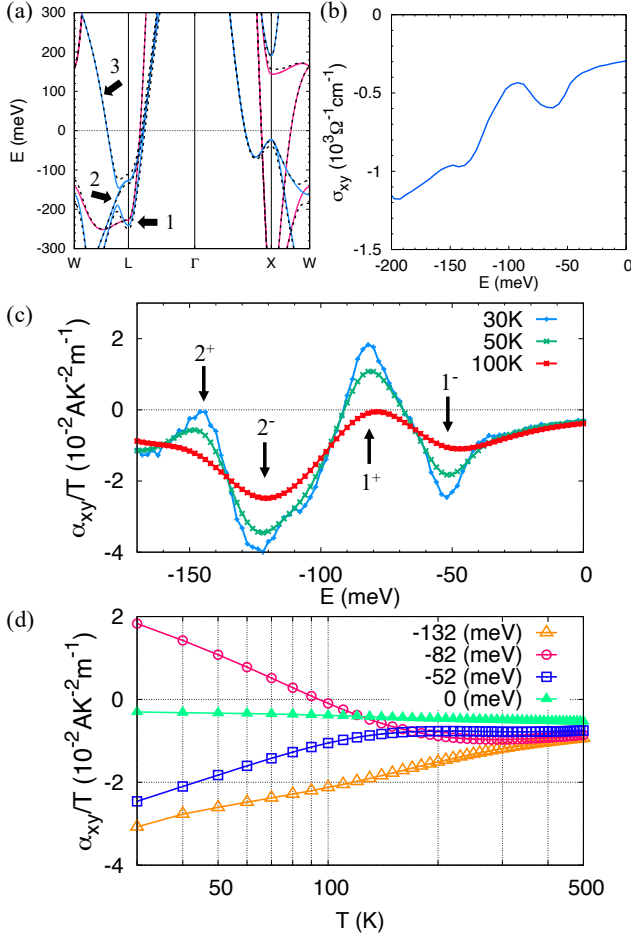 (a)
300
200
100
0
-100
-200
-300
E (meV)
3
2
1
W
L
Γ
X
W
(b)
0
-0.5
-1
-1.5
σxy (10³Ω⁻¹cm⁻¹)
-200
-150
-100
-50
0
E (meV)
(c)
2
0
-2
-4
αxy/T (10⁻²AK⁻²m⁻¹)
30K
50K
100K
2⁺
2⁻
1⁺
1⁻
-150
-100
-50
0
E (meV)
(d)
2
0
-2
-4
αxy/T (10⁻²AK⁻²m⁻¹)
-132 (meV)
-82 (meV)
-52 (meV)
0 (meV)
50
100
500
T (K)